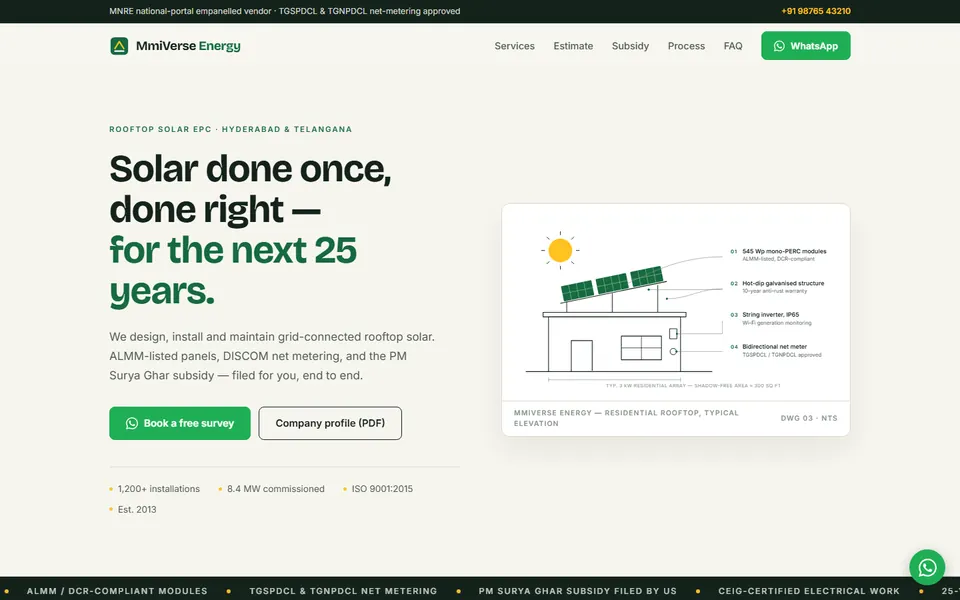 MNRE national-portal empanelled vendor · TGSPDCL & TGNPDCL net-metering approved
+91 98765 43210
MmiVerse Energy
Services
Estimate
Subsidy
Process
FAQ
WhatsApp
ROOFTOP SOLAR EPC · HYDERABAD & TELANGANA
Solar done once,
done right —
for the next 25
years.
We design, install and maintain grid-connected rooftop solar.
ALMM-listed panels, DISCOM net metering, and the PM
Surya Ghar subsidy — filed for you, end to end.
Book a free survey
Company profile (PDF)
1,200+ installations
8.4 MW commissioned
ISO 9001:2015
Est. 2013
01 545 Wp mono-PERC modules
ALMM-listed, DCR-compliant
02 Hot-dip galvanised structure
10-year anti-rust warranty
03 String inverter, IP65
Wi-Fi generation monitoring
04 Bidirectional net meter
TGSPDCL / TGNPDCL approved
TYP. 3 KW RESIDENTIAL ARRAY — SHADOW-FREE AREA ≈ 300 SQ FT
MMIVERSE ENERGY — RESIDENTIAL ROOFTOP, TYPICAL
ELEVATION
DWG 03 · NTS
ALMM / DCR-COMPLIANT MODULES
TGSPDCL & TGNPDCL NET METERING
PM SURYA GHAR SUBSIDY FILED BY US
CEIG-CERTIFIED ELECTRICAL WORK